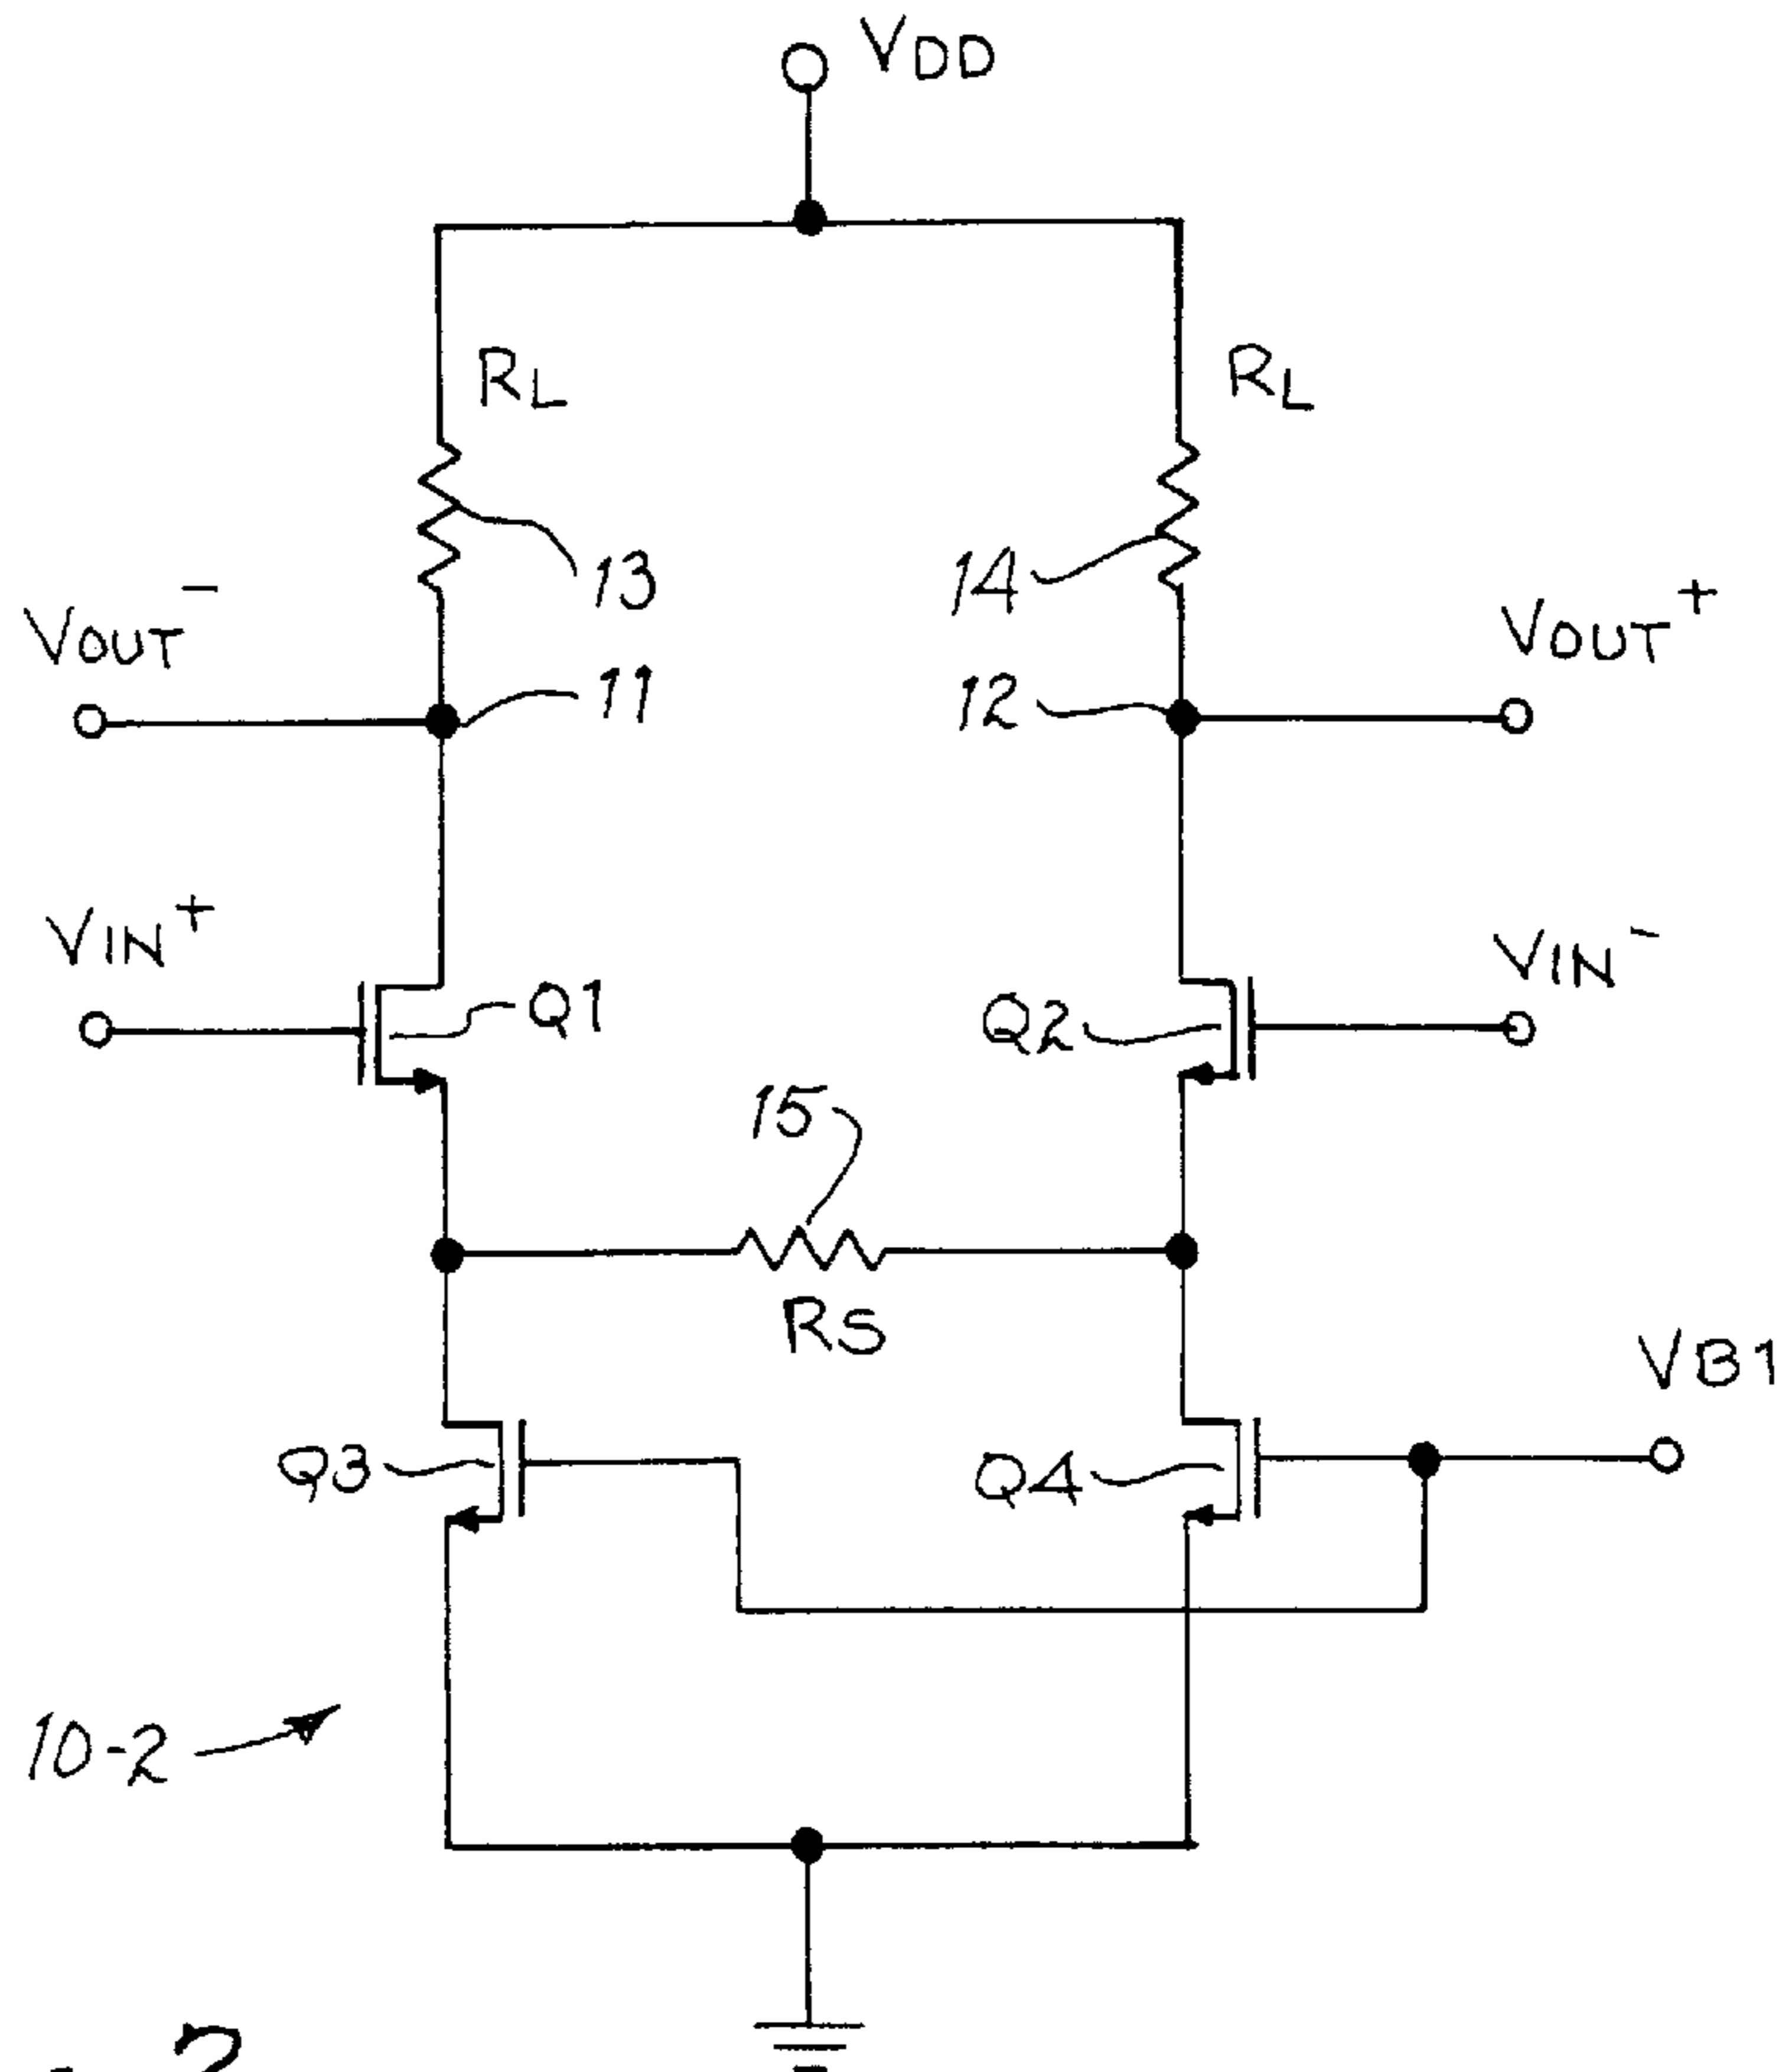 VDD
RL
RL
13
14
VOUT-
VOUT+
11
12
VIN+
VIN-
Q1
Q2
15
RS
VB1
Q3
Q4
10-2
2